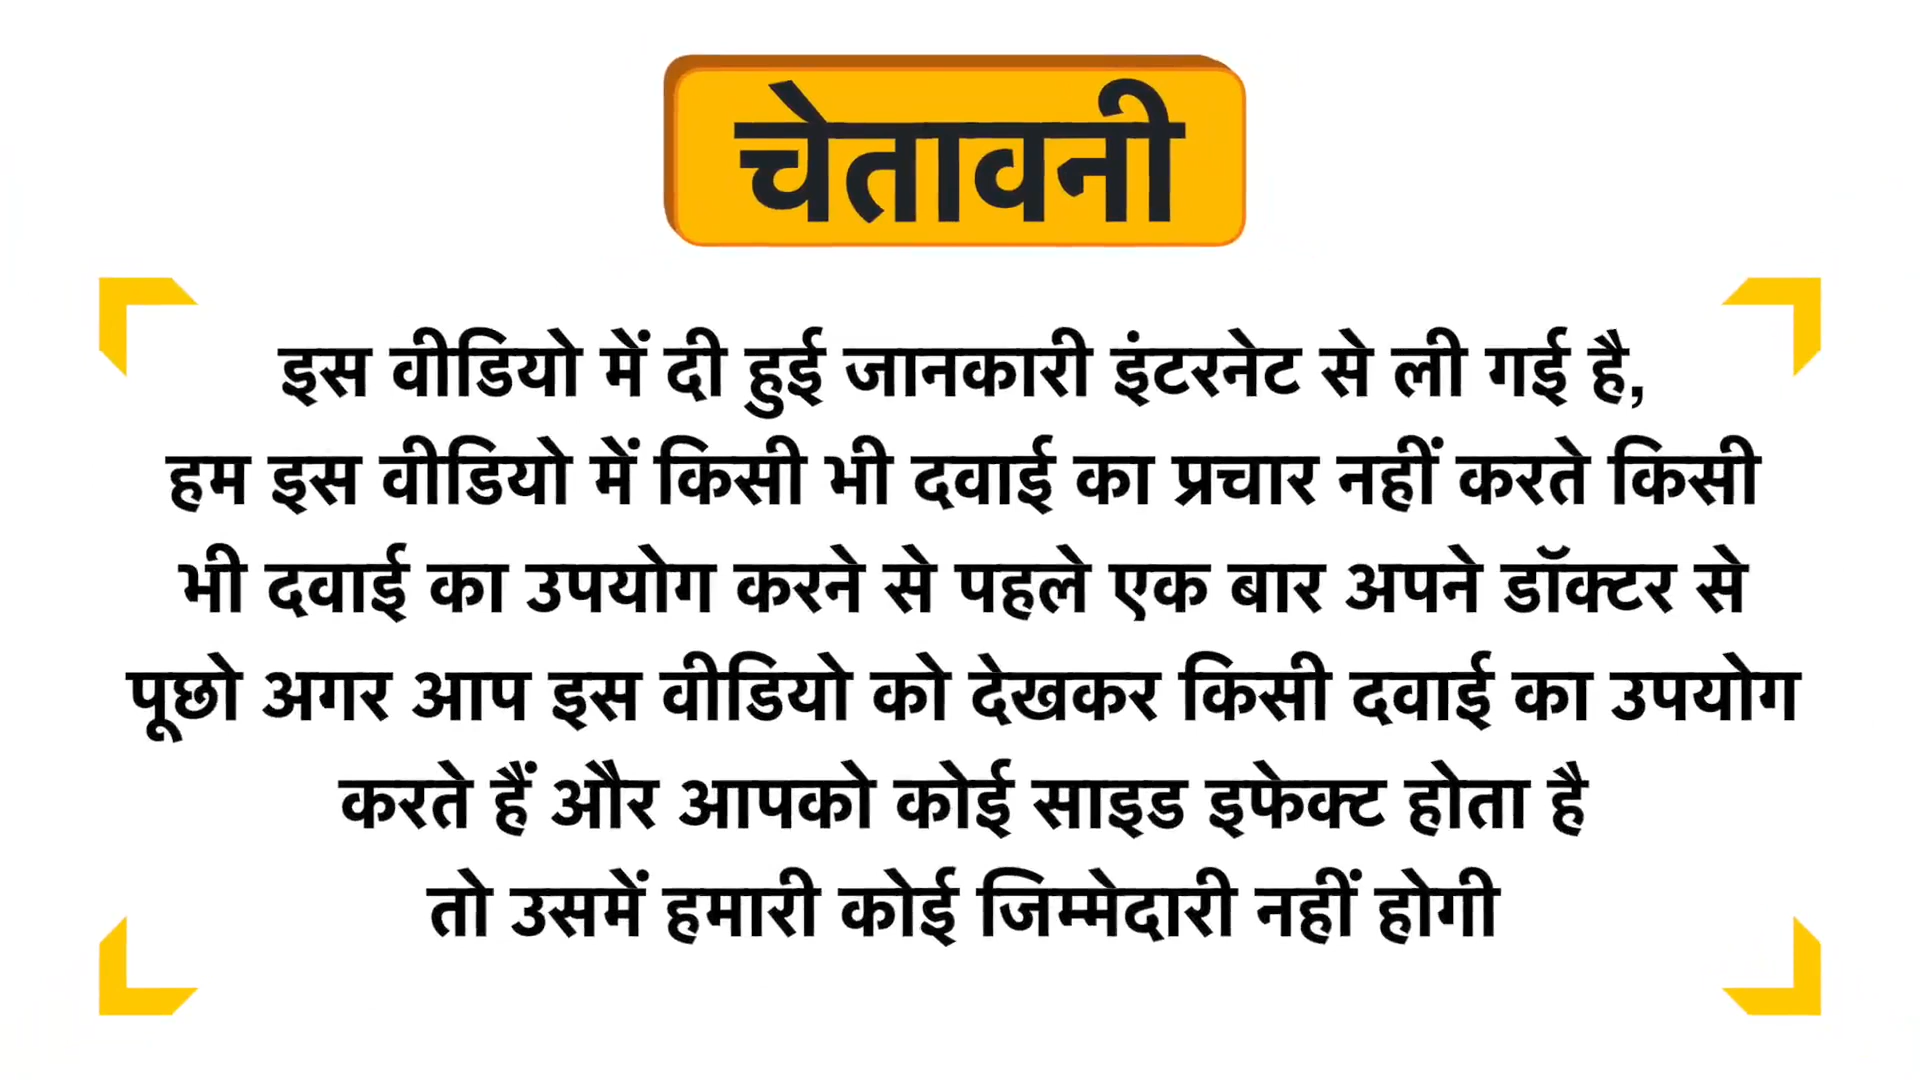 चेतावनी
इस वीडियो में दी हुई जानकारी इंटरनेट से ली गई है,
हम इस वीडियो में किसी भी दवाई का प्रचार नहीं करते किसी
भी दवाई का उपयोग करने से पहले एक बार अपने डॉक्टर से
पूछो अगर आप इस वीडियो को देखकर किसी दवाई का उपयोग
करते हैं और आपको कोई साइड इफेक्ट होता है
तो उसमें हमारी कोई जिम्मेदारी नहीं होगी